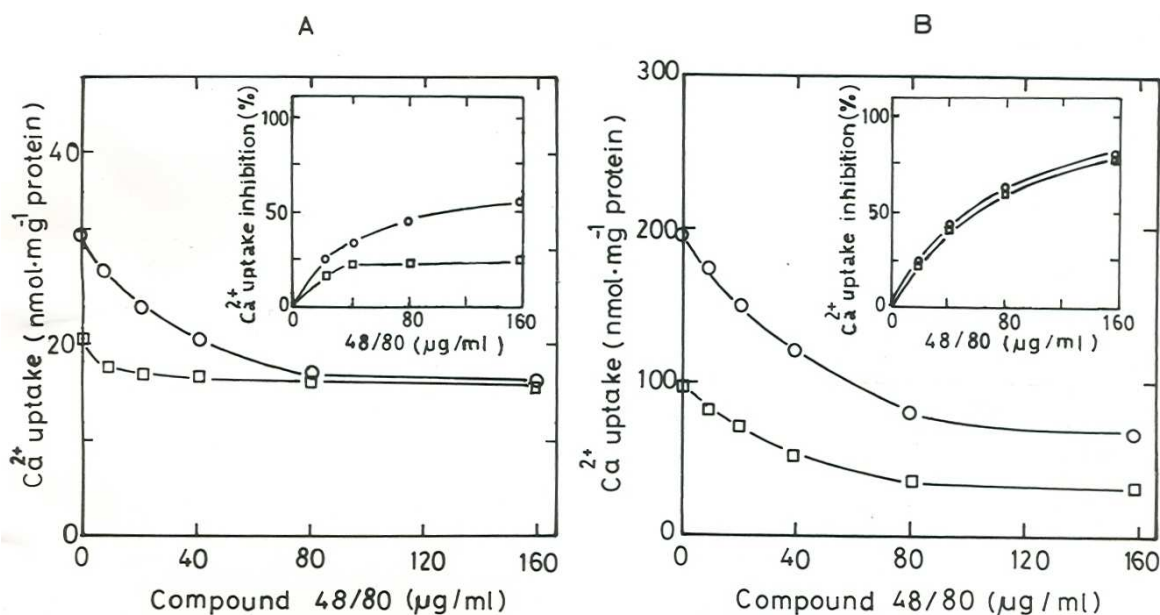 A
Ca²⁺ uptake (nmol·mg⁻¹ protein)
40
20
0
0 40 80 120 160
Compound 48/80 (µg/ml)
Ca²⁺ uptake inhibition (%)
100
50
0
0 80 160
48/80 (µg/ml)
B
Ca²⁺ uptake (nmol·mg⁻¹ protein)
300
200
100
0
0 40 80 120 160
Compound 48/80 (µg/ml)
Ca²⁺ uptake inhibition (%)
100
50
0
0 80 160
48/80 (µg/ml)